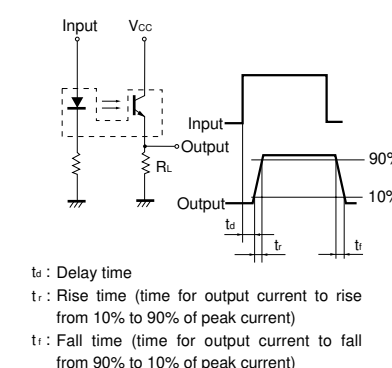 Input Vcc
Input
Output
RL
90%
10%
Output
td
tr
tf
td : Delay time
tr : Rise time (time for output current to rise
from 10% to 90% of peak current)
tf : Fall time (time for output current to fall
from 90% to 10% of peak current)